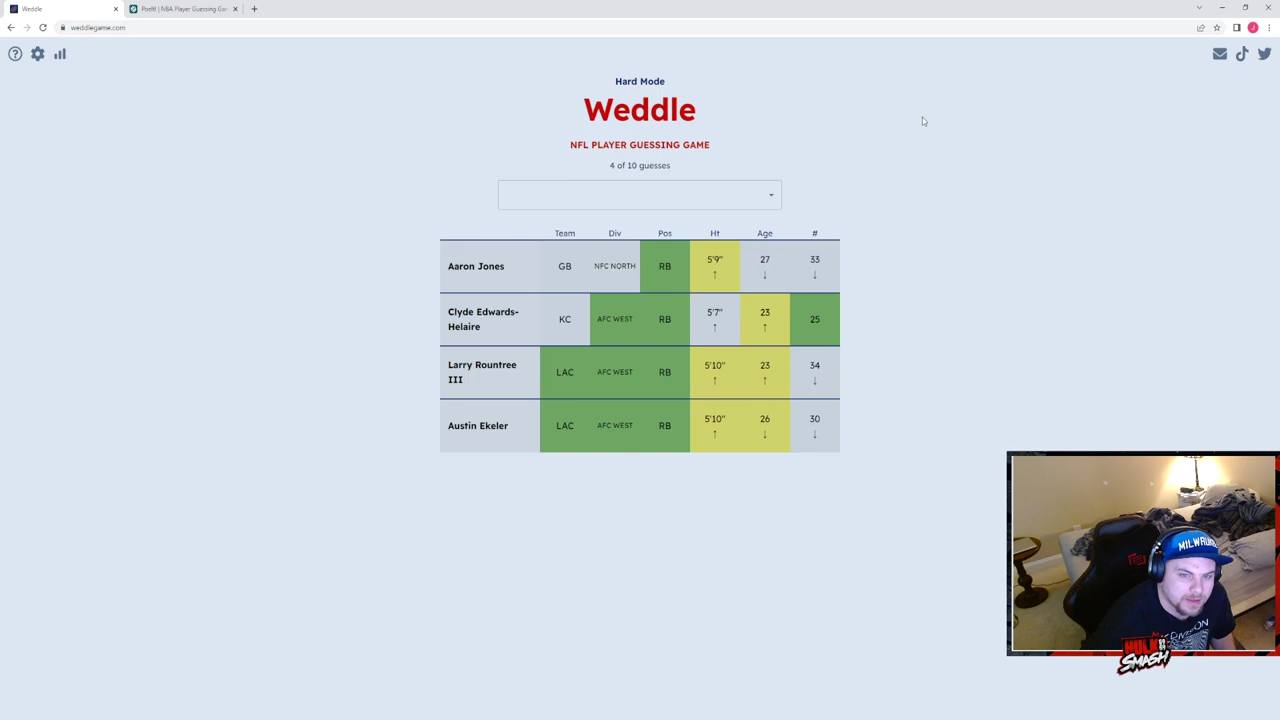 Weddle
Poeltl | NBA Player Guessing Ga
weddlegame.com
Hard Mode
Weddle
NFL PLAYER GUESSING GAME
4 of 10 guesses
Team Div Pos Ht Age #
Aaron Jones GB NFC NORTH RB 5'9" ↑ 27 ↓ 33 ↓
Clyde Edwards-
Helaire KC AFC WEST RB 5'7" ↑ 23 ↑ 25
Larry Rountree
III LAC AFC WEST RB 5'10" ↑ 23 ↑ 34 ↓
Austin Ekeler LAC AFC WEST RB 5'10" ↑ 26 ↓ 30 ↓
HULK
SMASH